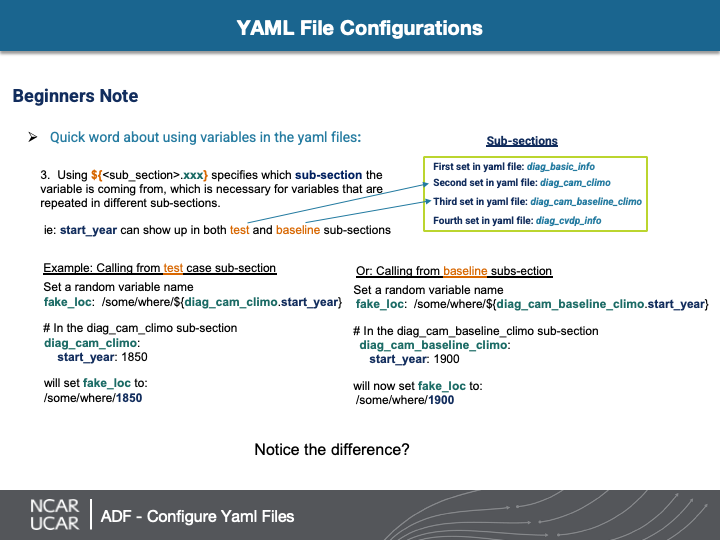 YAML File Configurations
Beginners Note
➢ Quick word about using variables in the yaml files:
Sub-sections
First set in yaml file: diag_basic_info
Second set in yaml file: diag_cam_climo
Third set in yaml file: diag_cam_baseline_climo
Fourth set in yaml file: diag_cvdp_info
3. Using ${<sub_section>.xxx} specifies which sub-section the
variable is coming from, which is necessary for variables that are
repeated in different sub-sections.
ie: start_year can show up in both test and baseline sub-sections
Example: Calling from test case sub-section
Set a random variable name
fake_loc: /some/where/${diag_cam_climo.start_year}
# In the diag_cam_climo sub-section
diag_cam_climo:
start_year: 1850
will set fake_loc to:
/some/where/1850
Or: Calling from baseline subs-ection
Set a random variable name
fake_loc: /some/where/${diag_cam_baseline_climo.start_year}
# In the diag_cam_baseline_climo sub-section
diag_cam_baseline_climo:
start_year: 1900
will now set fake_loc to:
/some/where/1900
Notice the difference?
NCAR
UCAR
ADF - Configure Yaml Files